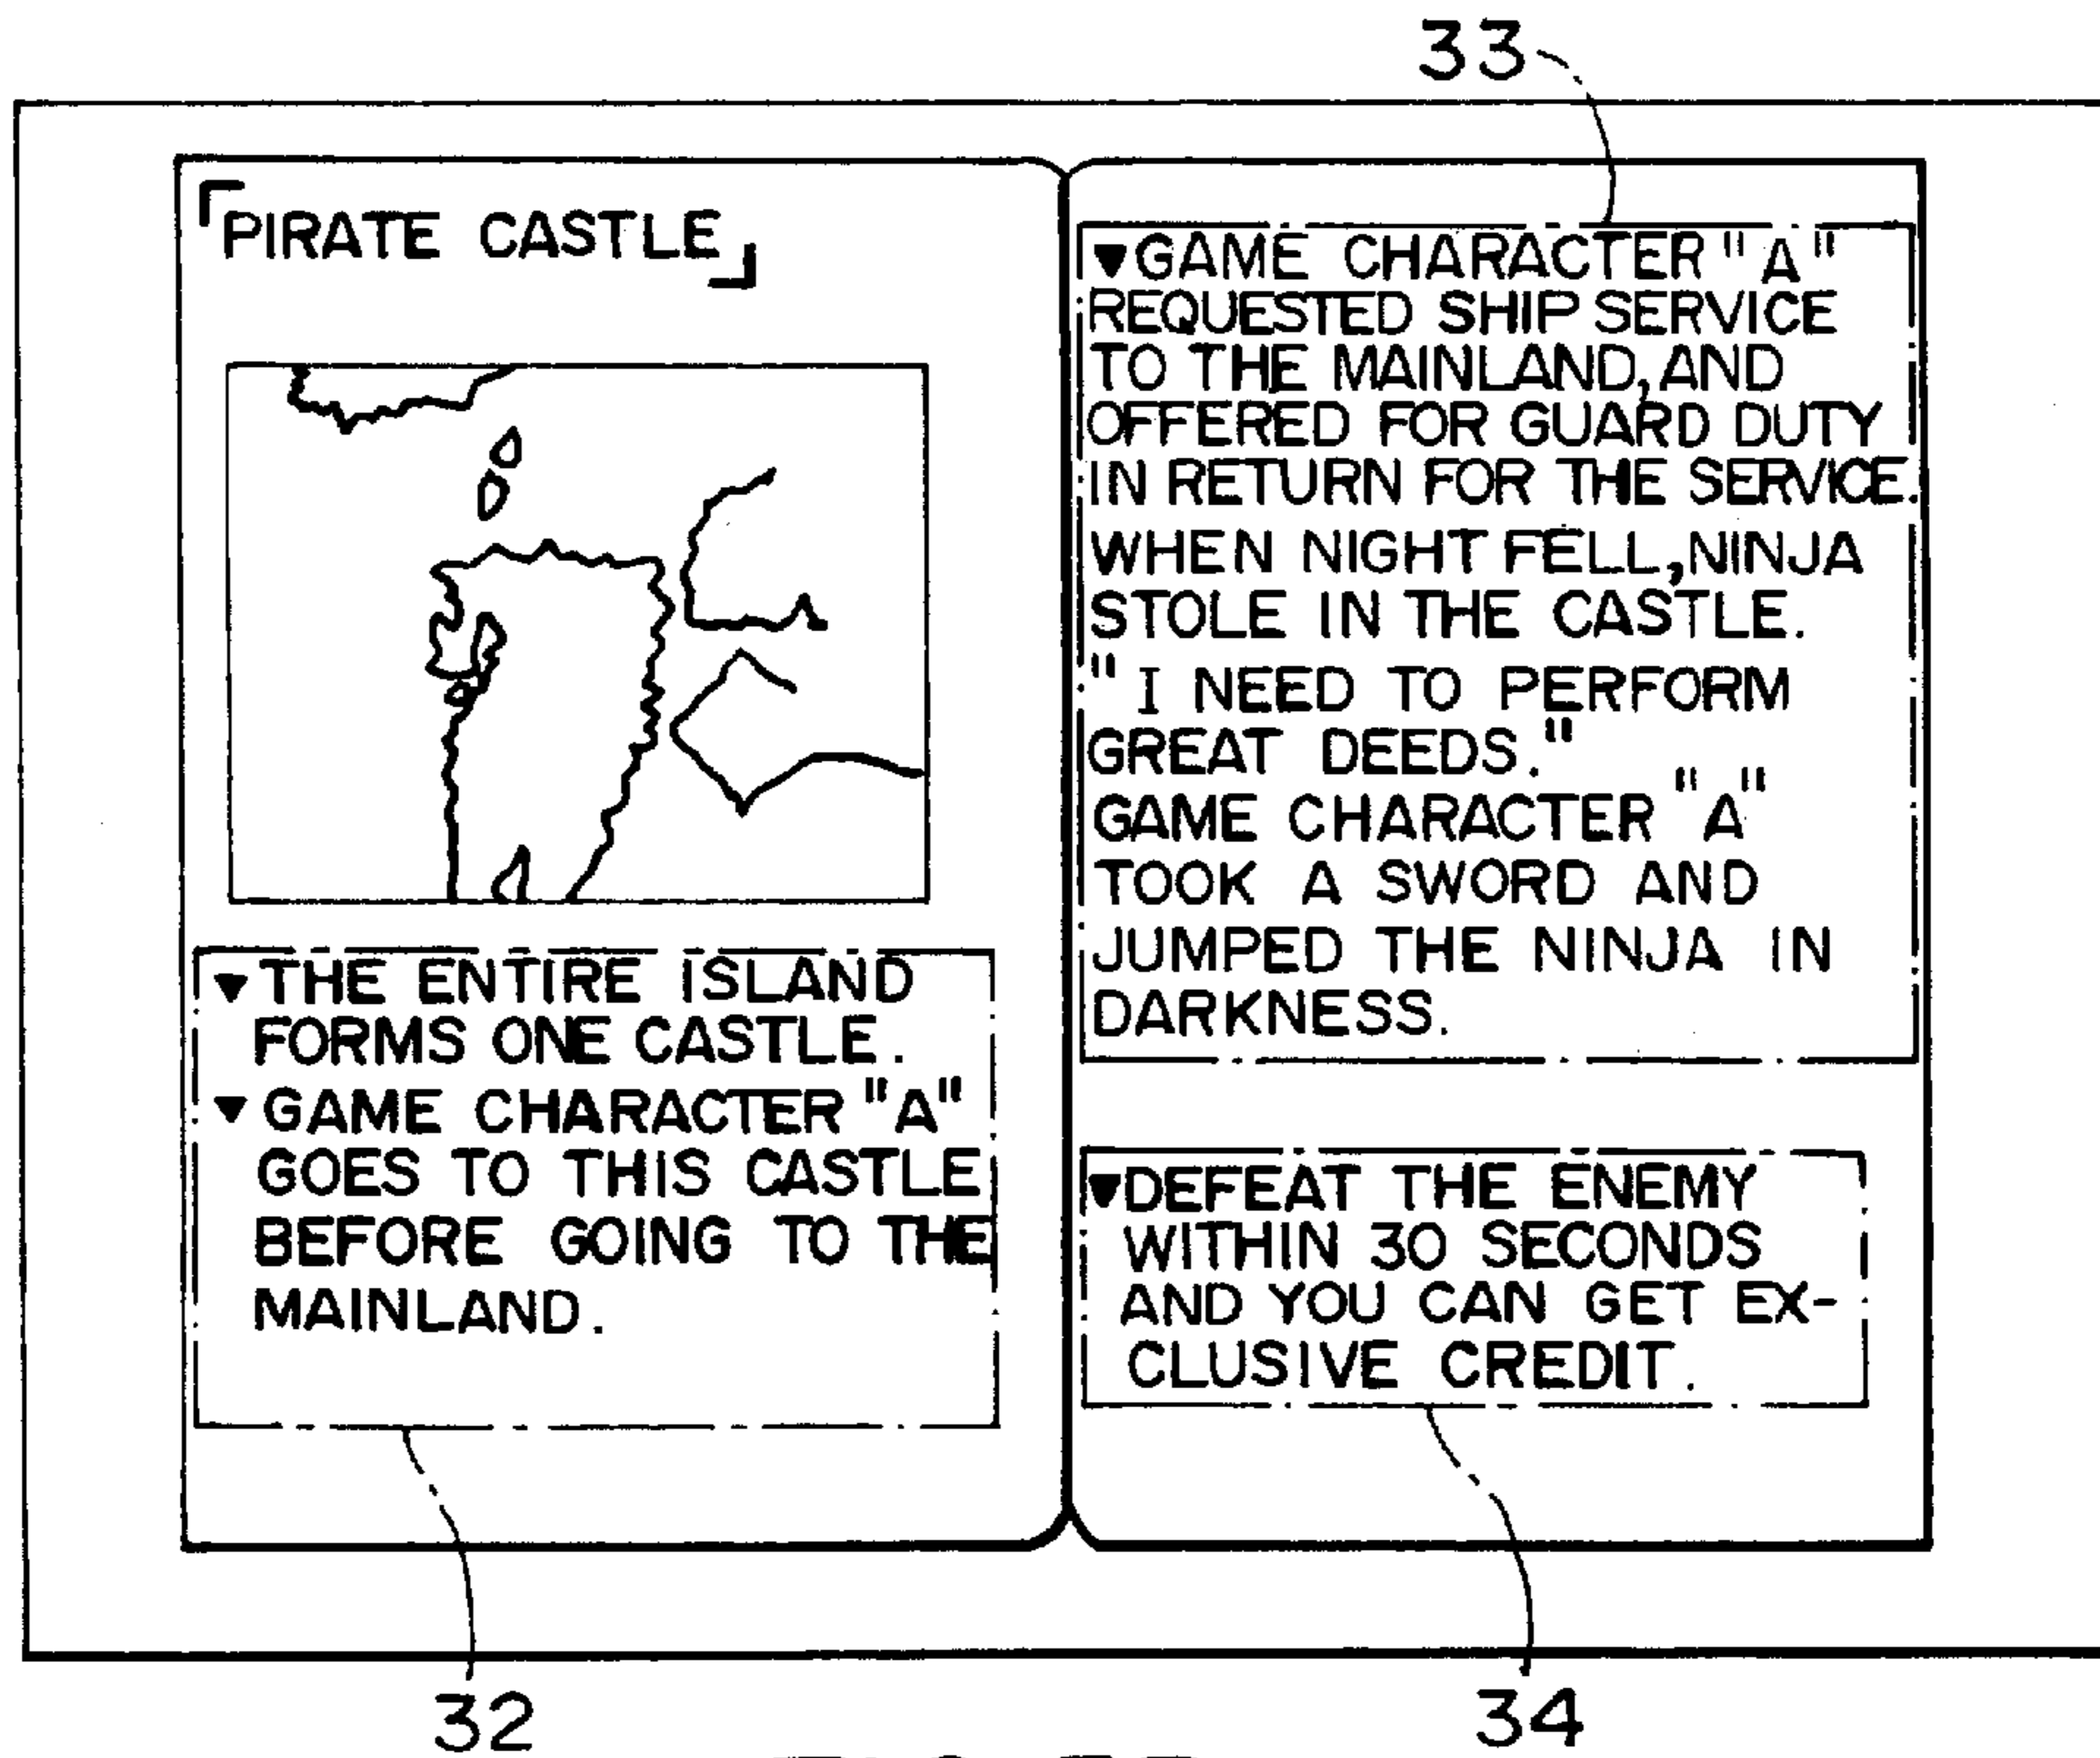 33
「PIRATE CASTLE」
▼THE ENTIRE ISLAND
FORMS ONE CASTLE.
▼GAME CHARACTER "A"
GOES TO THIS CASTLE
BEFORE GOING TO THE
MAINLAND.
▼GAME CHARACTER "A"
REQUESTED SHIP SERVICE
TO THE MAINLAND, AND
OFFERED FOR GUARD DUTY
IN RETURN FOR THE SERVICE.
WHEN NIGHT FELL, NINJA
STOLE IN THE CASTLE.
"I NEED TO PERFORM
GREAT DEEDS."
GAME CHARACTER "A"
TOOK A SWORD AND
JUMPED THE NINJA IN
DARKNESS.
▼DEFEAT THE ENEMY
WITHIN 30 SECONDS
AND YOU CAN GET EX-
CLUSIVE CREDIT.
32
34